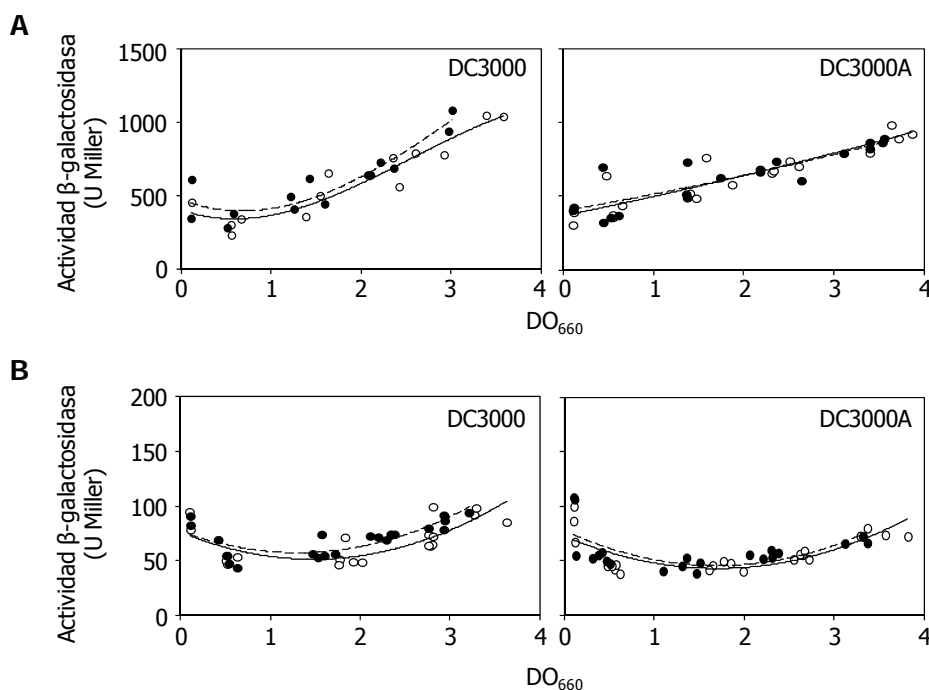 A
Actividad β-galactosidasa
(U Miller)
1500
1000
500
0
DC3000
DC3000A
0 1 2 3 4 0 1 2 3 4
DO660
B
Actividad β-galactosidasa
(U Miller)
200
150
100
50
0
DC3000
DC3000A
0 1 2 3 4 0 1 2 3 4
DO660